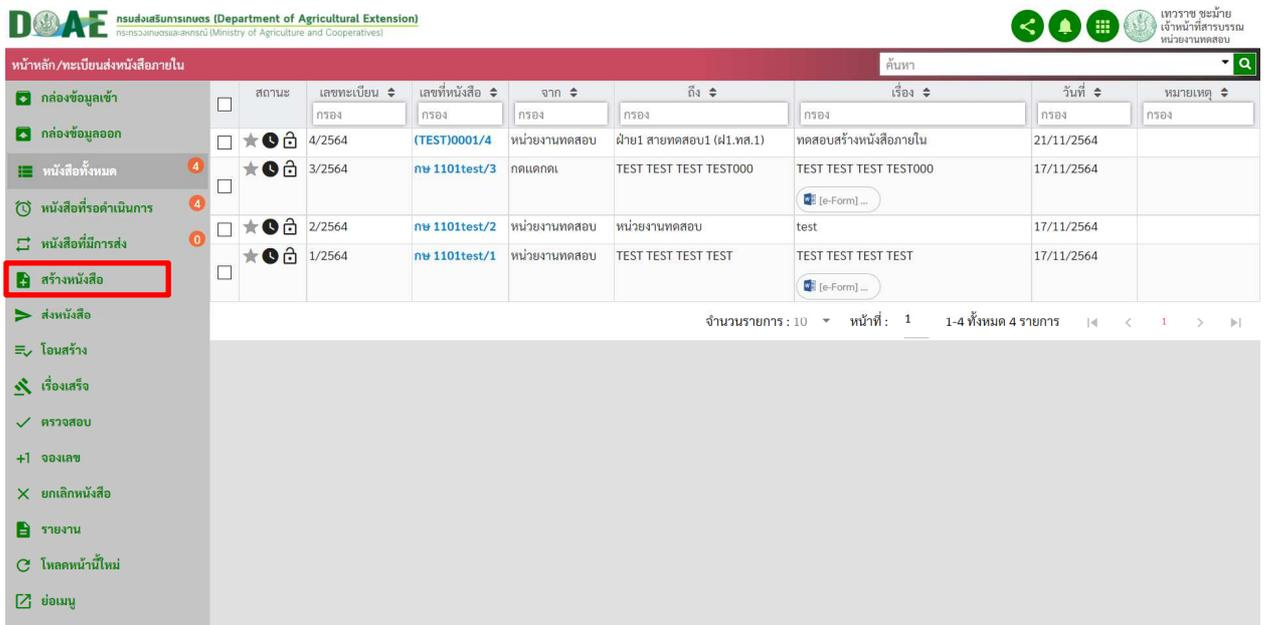 DOAE
กรมส่งเสริมการเกษตร (Department of Agricultural Extension)
กระทรวงเกษตรและสหกรณ์ (Ministry of Agriculture and Cooperatives)
เทวราช ชะม้าย
เจ้าหน้าที่สารบรรณ
หน่วยงานทดสอบ
หน้าหลัก/ทะเบียนส่งหนังสือภายใน
ค้นหา
กล่องข้อมูลเข้า
กล่องข้อมูลออก
หนังสือทั้งหมด 4
หนังสือที่รอดำเนินการ 4
หนังสือที่มีการส่ง 0
สร้างหนังสือ
ส่งหนังสือ
โอนสร้าง
เรื่องเสร็จ
ตรวจสอบ
+1 จองเลข
ยกเลิกหนังสือ
รายงาน
โหลดหน้านี้ใหม่
ย่อเมนู
สถานะ เลขทะเบียน เลขที่หนังสือ จาก ถึง เรื่อง วันที่ หมายเหตุ
กรอง กรอง กรอง กรอง กรอง กรอง กรอง
4/2564 (TEST)0001/4 หน่วยงานทดสอบ ฝ่าย1 สายทดสอบ1 (ฝ1.ทส.1) ทดสอบสร้างหนังสือภายใน 21/11/2564
3/2564 กษ 1101test/3 กดแดกดเ TEST TEST TEST TEST000 TEST TEST TEST TEST000 17/11/2564
[e-Form] ...
2/2564 กษ 1101test/2 หน่วยงานทดสอบ หน่วยงานทดสอบ test 17/11/2564
1/2564 กษ 1101test/1 หน่วยงานทดสอบ TEST TEST TEST TEST TEST TEST TEST TEST 17/11/2564
[e-Form] ...
จำนวนรายการ : 10 หน้าที่ : 1 1-4 ทั้งหมด 4 รายการ |< < 1 > >|